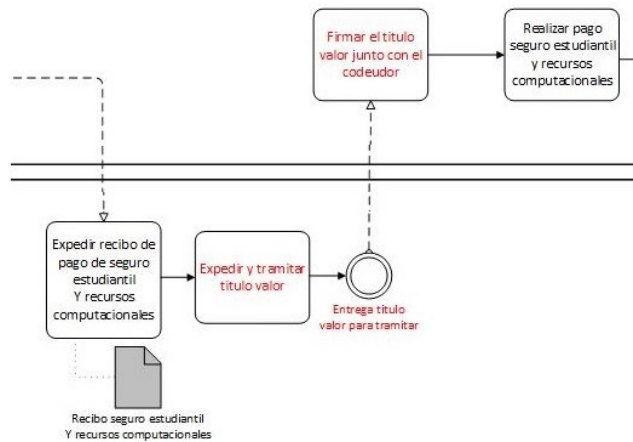 Firmar el titulo
valor junto con el
codeudor
Realizar pago
seguro estudiantil
y recursos
computacionales
Expedir recibo de
pago de seguro
estudiantil
Y recursos
computacionales
Expedir y tramitar
titulo valor
Entrega titulo
valor para tramitar
Recibo seguro estudiantil
Y recursos computacionales